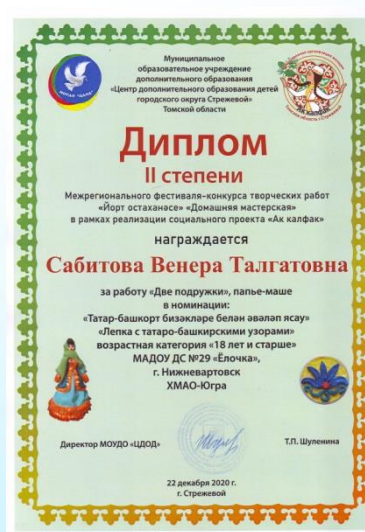 Муниципальное
образовательное учреждение
дополнительного образования
«Центр дополнительного образования детей
городского округа Стрежевой»
Томской области
Диплом
II степени
Межрегионального фестиваля-конкурса творческих работ
«Йорт остаханәсе» «Домашняя мастерская»
в рамках реализации социального проекта «Ак калфак»
награждается
Сабитова Венера Талгатовна
за работу «Две подружки», папье-маше
в номинации:
«Татар-башкорт бизәкләре белән әвәләп ясау»
«Лепка с татаро-башкирскими узорами»
возрастная категория «18 лет и старше»
МАДОУ ДС №29 «Ёлочка»,
г. Нижневартовск
ХМАО-Югра
Директор МОУДО «ЦДОД»
Т.П. Шуленина
22 декабря 2020 г.
г. Стрежевой